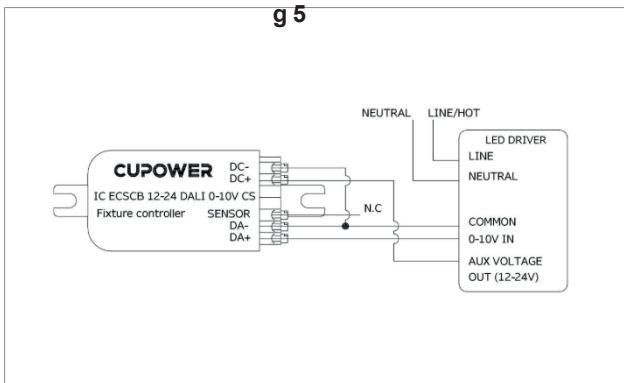 g 5
NEUTRAL LINE/HOT
LED DRIVER
LINE
NEUTRAL
COMMON
0-10V IN
AUX VOLTAGE
OUT (12-24V)
CUPOWER
DC-
DC+
IC ECSCB 12-24 DALI 0-10V CS
Fixture controller SENSOR
DA-
DA+
N.C